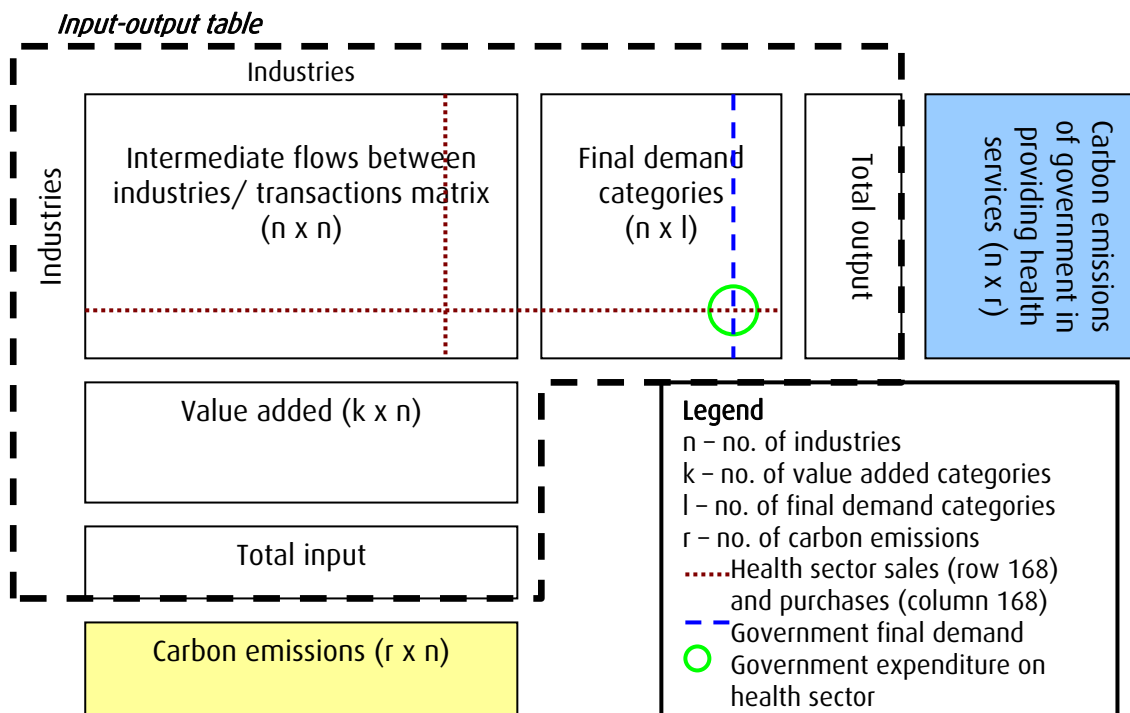 Input-output table
Industries
Industries
Intermediate flows between
industries/ transactions matrix
(n x n)
Final demand
categories
(n x l)
Total output
Carbon emissions
of government in
providing health
services (n x r)
Value added (k x n)
Total input
Carbon emissions (r x n)
Legend
n – no. of industries
k – no. of value added categories
l – no. of final demand categories
r – no. of carbon emissions
Health sector sales (row 168)
and purchases (column 168)
Government final demand
Government expenditure on
health sector